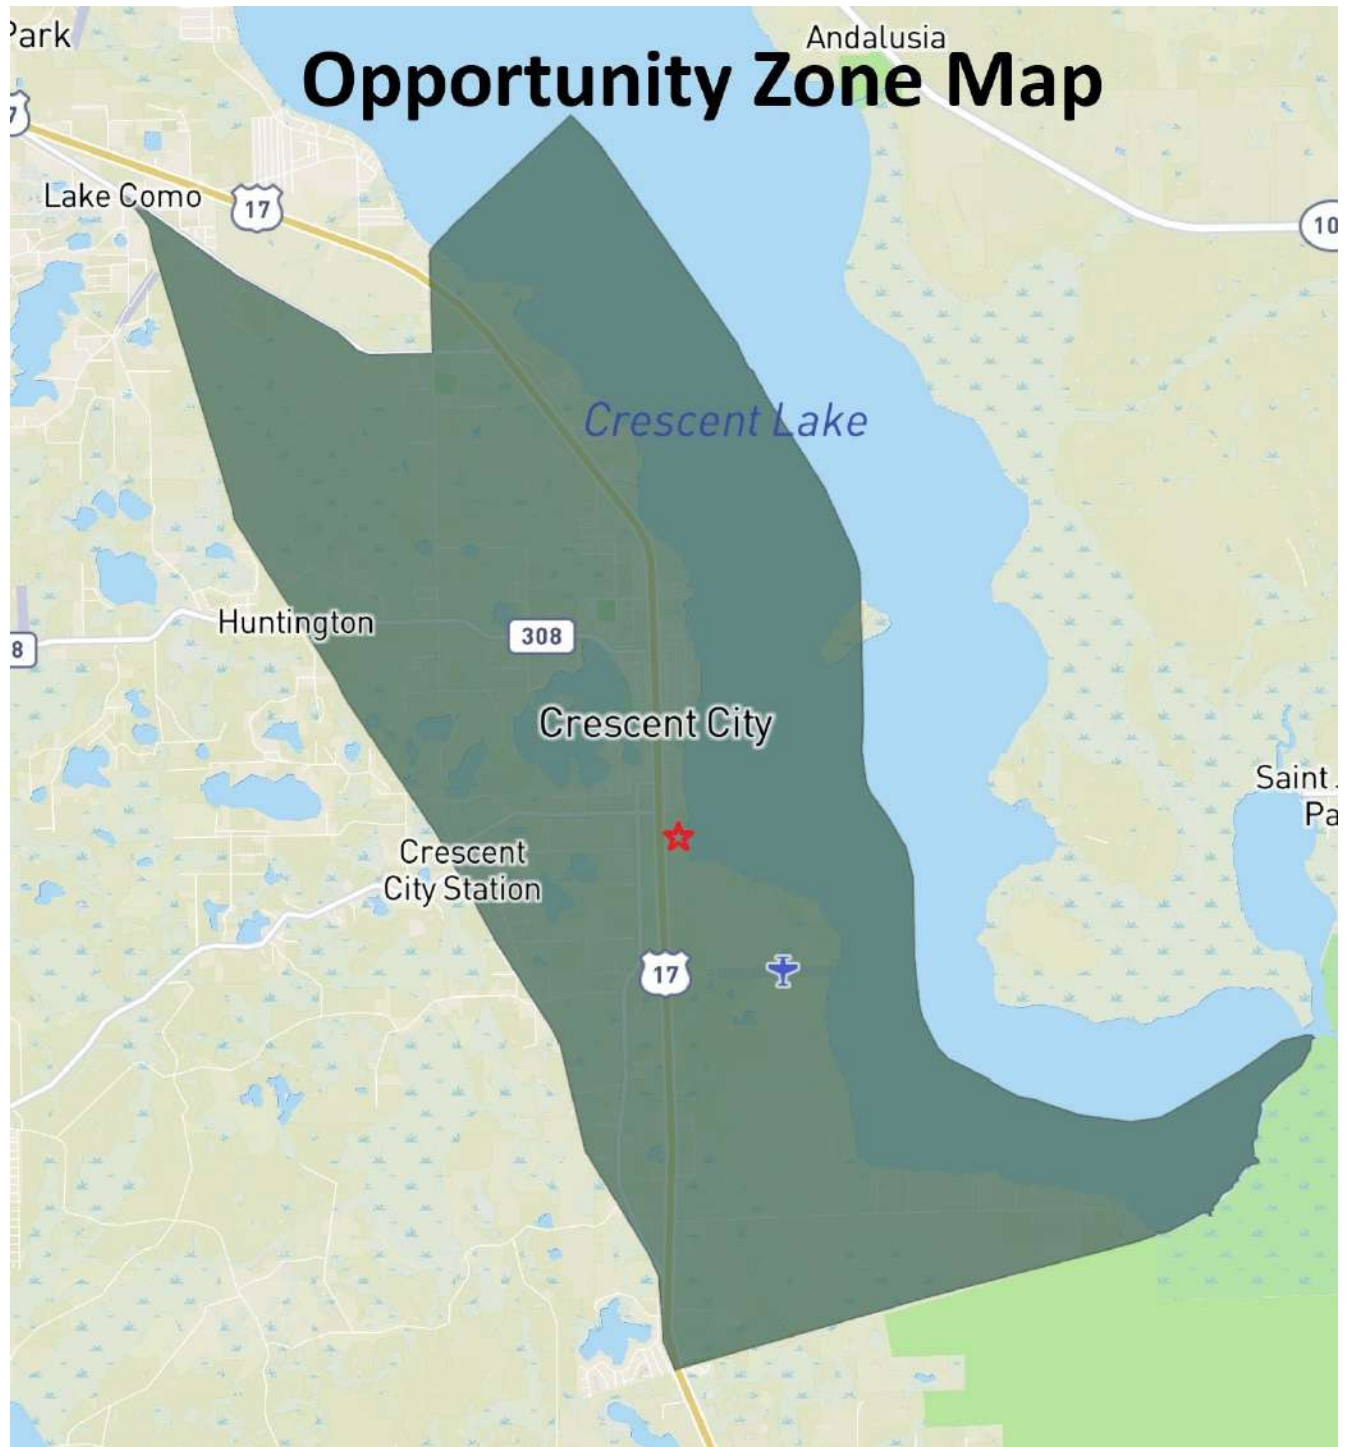 Park
Andalusia
Opportunity Zone Map
7
Lake Como
17
10
Crescent Lake
Huntington
308
8
Crescent City
Saint
Pa
Crescent
City Station
17